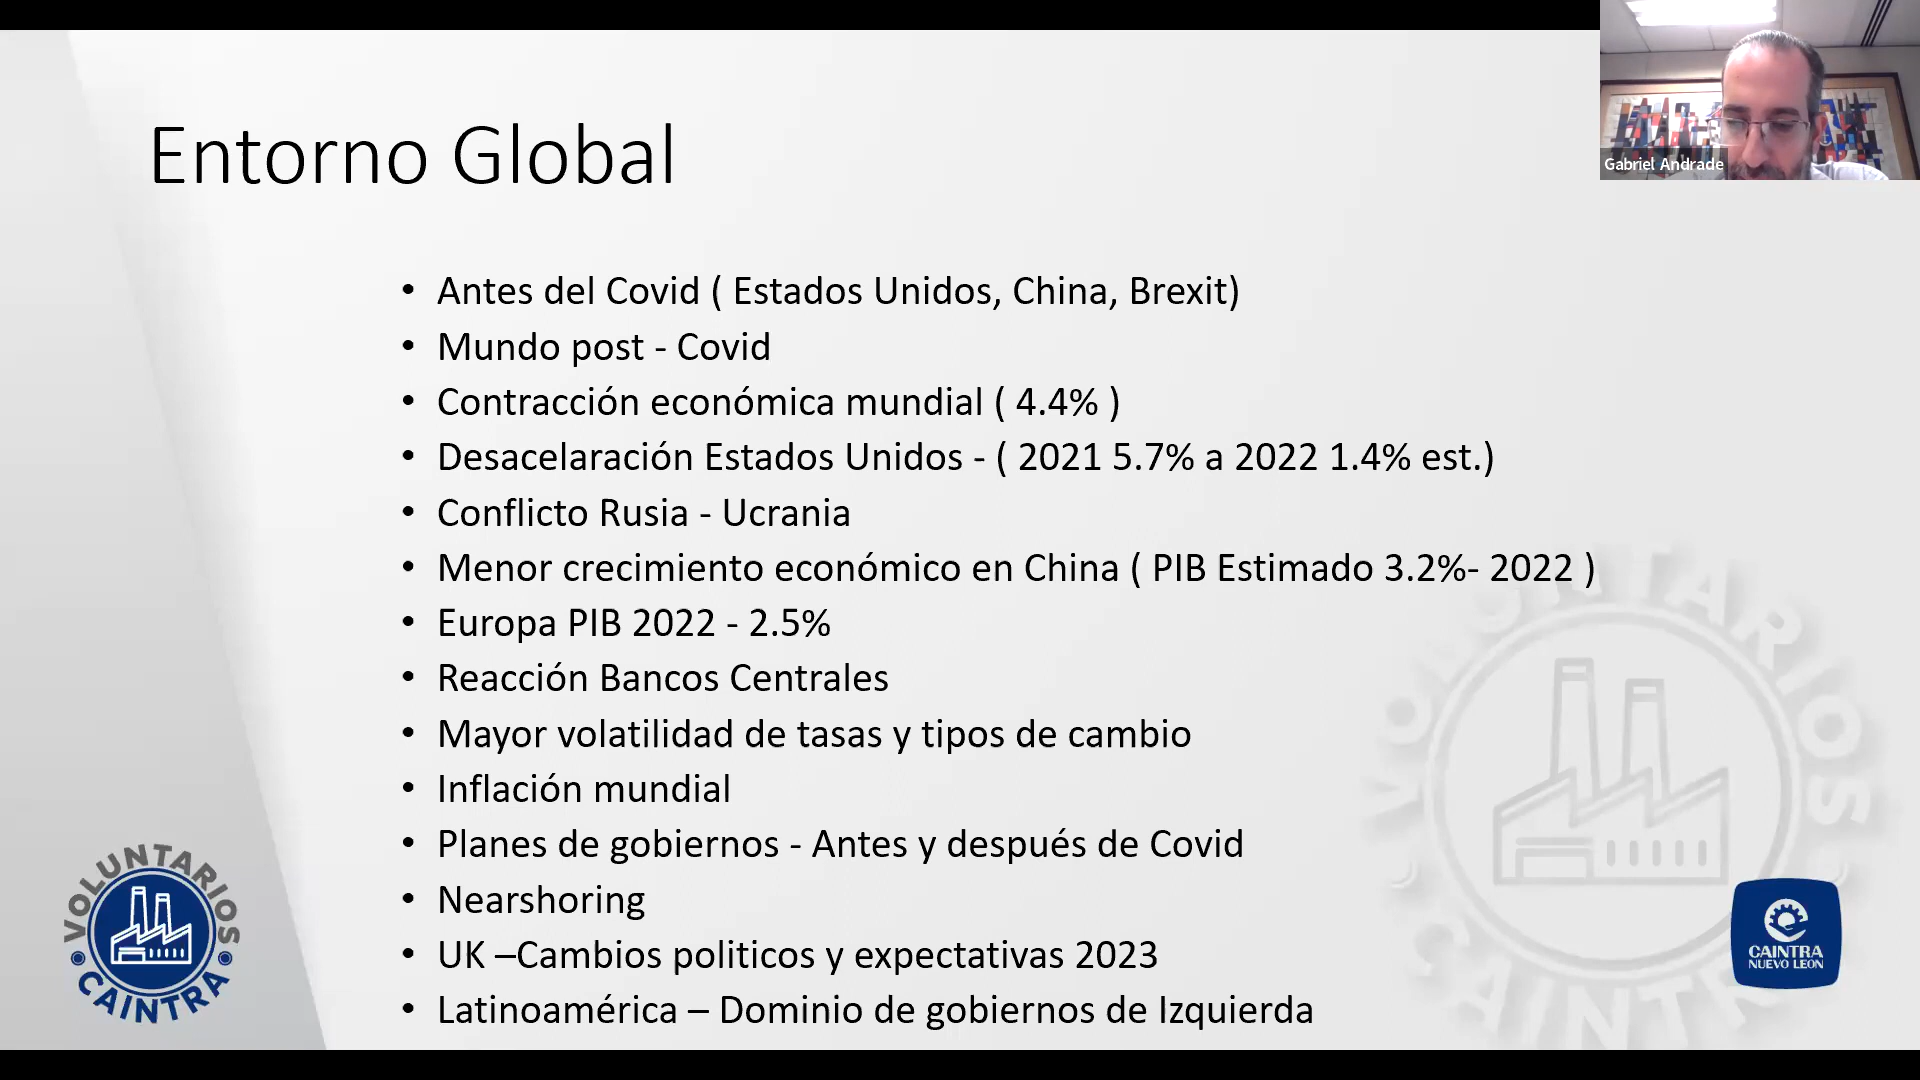 Gabriel Andrade
Entorno Global
• Antes del Covid ( Estados Unidos, China, Brexit)
• Mundo post - Covid
• Contracción económica mundial ( 4.4% )
• Desacelaración Estados Unidos - ( 2021 5.7% a 2022 1.4% est.)
• Conflicto Rusia - Ucrania
• Menor crecimiento económico en China ( PIB Estimado 3.2%- 2022 )
• Europa PIB 2022 - 2.5%
• Reacción Bancos Centrales
• Mayor volatilidad de tasas y tipos de cambio
• Inflación mundial
• Planes de gobiernos - Antes y después de Covid
• Nearshoring
• UK –Cambios politicos y expectativas 2023
• Latinoamérica – Dominio de gobiernos de Izquierda
VOLUNTARIOS
CAINTRA
VOLUNTARIOS
CAINTRA
CAINTRA
NUEVO LEON